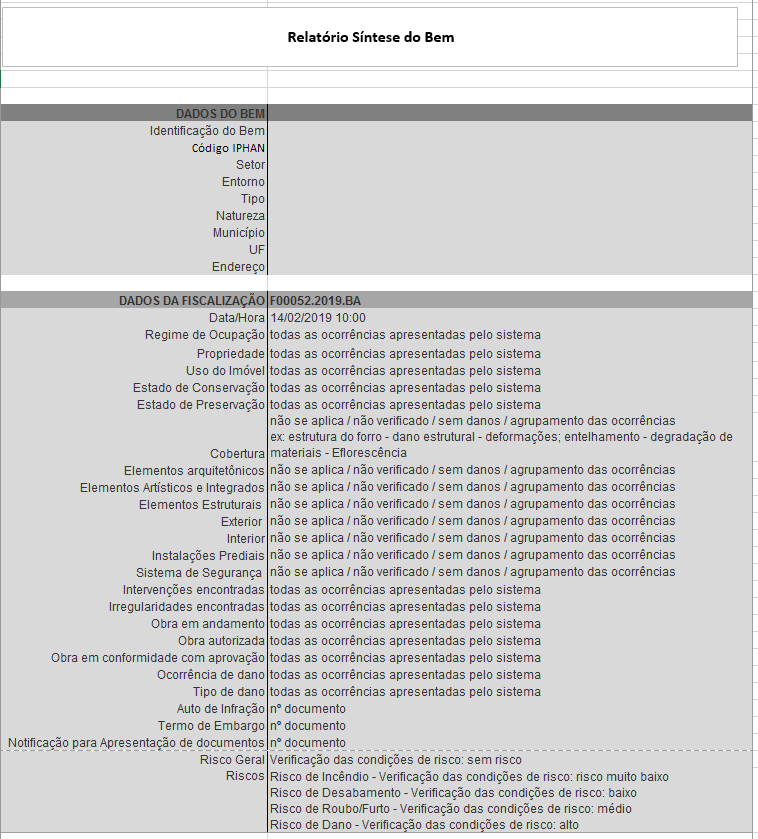 Relatório Síntese do Bem
DADOS DO BEM
Identificação do Bem
Código IPHAN
Setor
Entorno
Tipo
Natureza
Município
UF
Endereço
DADOS DA FISCALIZAÇÃO F00052.2019.BA
Data/Hora 14/02/2019 10:00
Regime de Ocupação todas as ocorrências apresentadas pelo sistema
Propriedade todas as ocorrências apresentadas pelo sistema
Uso do Imóvel todas as ocorrências apresentadas pelo sistema
Estado de Conservação todas as ocorrências apresentadas pelo sistema
Estado de Preservação todas as ocorrências apresentadas pelo sistema
não se aplica / não verificado / sem danos / agrupamento das ocorrências
ex: estrutura do forro - dano estrutural - deformações; entelhamento - degradação de
Cobertura materiais - Eflorescência
Elementos arquitetônicos não se aplica / não verificado / sem danos / agrupamento das ocorrências
Elementos Artísticos e Integrados não se aplica / não verificado / sem danos / agrupamento das ocorrências
Elementos Estruturais não se aplica / não verificado / sem danos / agrupamento das ocorrências
Exterior não se aplica / não verificado / sem danos / agrupamento das ocorrências
Interior não se aplica / não verificado / sem danos / agrupamento das ocorrências
Instalações Prediais não se aplica / não verificado / sem danos / agrupamento das ocorrências
Sistema de Segurança não se aplica / não verificado / sem danos / agrupamento das ocorrências
Intervenções encontradas todas as ocorrências apresentadas pelo sistema
Irregularidades encontradas todas as ocorrências apresentadas pelo sistema
Obra em andamento todas as ocorrências apresentadas pelo sistema
Obra autorizada todas as ocorrências apresentadas pelo sistema
Obra em conformidade com aprovação todas as ocorrências apresentadas pelo sistema
Ocorrência de dano todas as ocorrências apresentadas pelo sistema
Tipo de dano todas as ocorrências apresentadas pelo sistema
Auto de Infração nº documento
Termo de Embargo nº documento
Notificação para Apresentação de documentos nº documento
Risco Geral Verificação das condições de risco: sem risco
Riscos Risco de Incêndio - Verificação das condições de risco: risco muito baixo
Risco de Desabamento - Verificação das condições de risco: baixo
Risco de Roubo/Furto - Verificação das condições de risco: médio
Risco de Dano - Verificação das condições de risco: alto